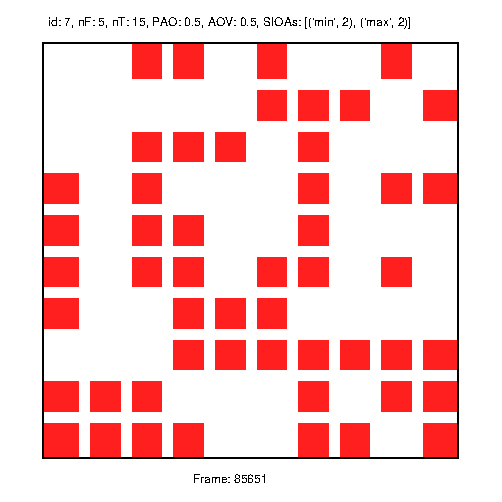 id: 7, nF: 5, nT: 15, PAO: 0.5, AOV: 0.5, SIOAs: [('min', 2), ('max', 2)]
Frame: 85651